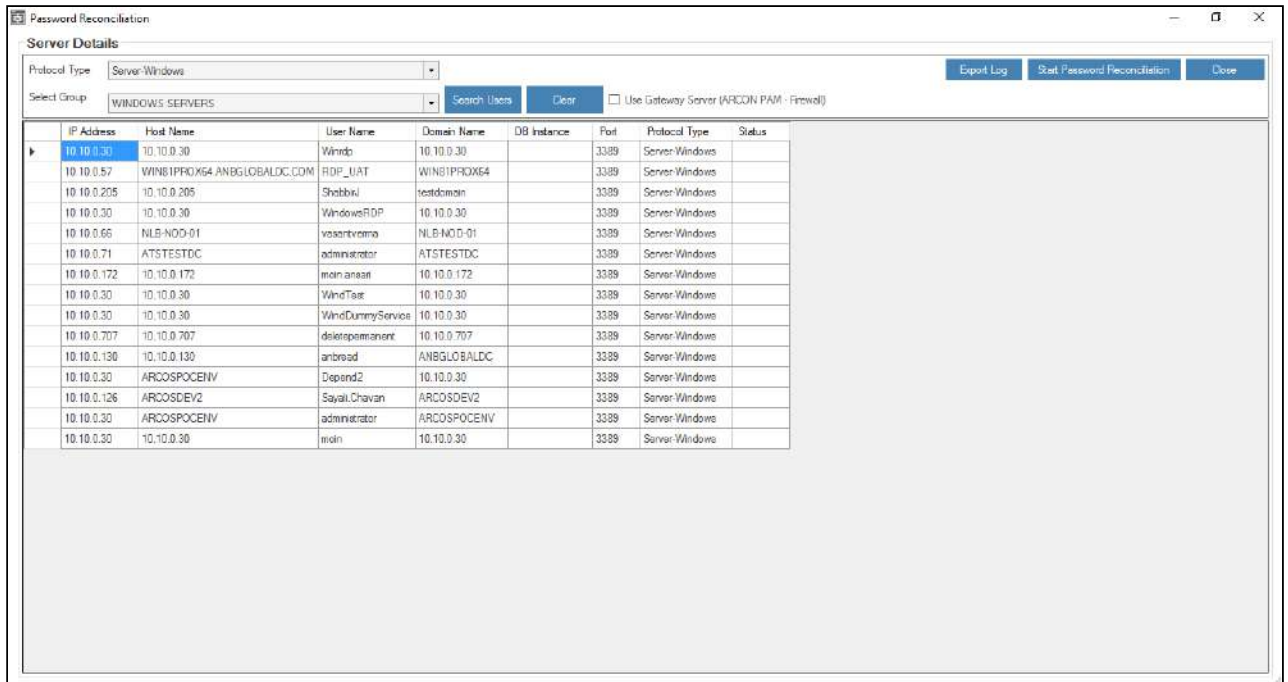 Password Reconciliation
Server Details
Protocol Type Server-Windows Export Log Start Password Reconciliation Close
Select Group WINDOWS SERVERS Search Users Clear Use Gateway Server (ARCON PAM - Firewall)
IP Address Host Name User Name Domain Name DB Instance Port Protocol Type Status
10.10.0.30 10.10.0.30 Winrdp 10.10.0.30 3389 Server-Windows
10.10.0.57 WIN81PROX64.ANBGLOBALDC.COM RDP_UAT WIN81PROX64 3389 Server-Windows
10.10.0.205 10.10.0.205 ShabbirJ testdomain 3389 Server-Windows
10.10.0.30 10.10.0.30 WindowsRDP 10.10.0.30 3389 Server-Windows
10.10.0.66 NLB-NOD-01 vasantverma NLB-NOD-01 3389 Server-Windows
10.10.0.71 ATSTESTDC administrator ATSTESTDC 3389 Server-Windows
10.10.0.172 10.10.0.172 moin.ansari 10.10.0.172 3389 Server-Windows
10.10.0.30 10.10.0.30 WindTest 10.10.0.30 3389 Server-Windows
10.10.0.30 10.10.0.30 WindDummyService 10.10.0.30 3389 Server-Windows
10.10.0.707 10.10.0.707 deletepermanent 10.10.0.707 3389 Server-Windows
10.10.0.130 10.10.0.130 anbread ANBGLOBALDC 3389 Server-Windows
10.10.0.30 ARCOSPOCENV Depend2 10.10.0.30 3389 Server-Windows
10.10.0.126 ARCOSDEV2 Sayali.Chavan ARCOSDEV2 3389 Server-Windows
10.10.0.30 ARCOSPOCENV administrator ARCOSPOCENV 3389 Server-Windows
10.10.0.30 10.10.0.30 moin 10.10.0.30 3389 Server-Windows